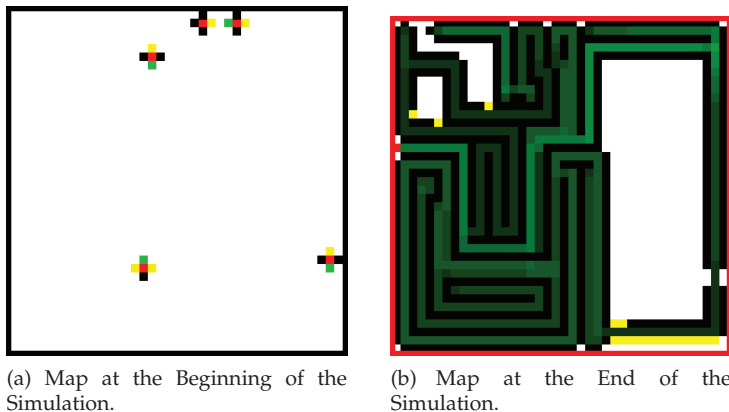 (a) Map at the Beginning of the
Simulation.
(b) Map at the End of the
Simulation.